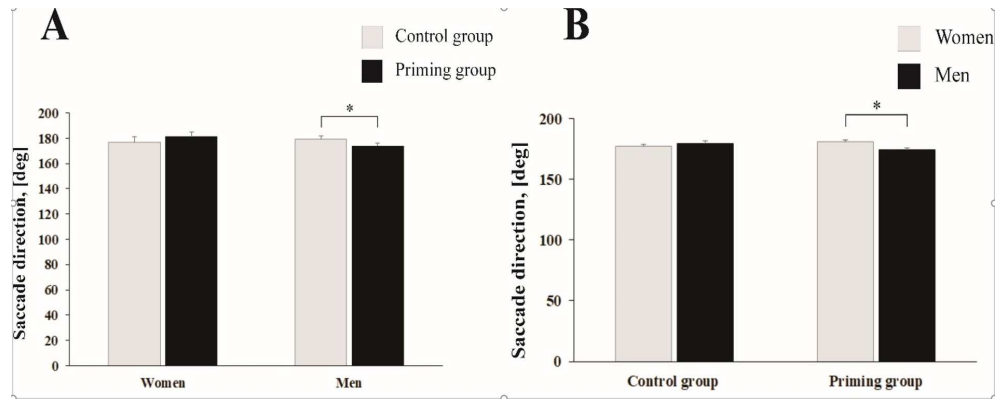 A
Control group
Priming group
*
Saccade direction, [deg]
200
180
160
140
120
100
80
60
40
20
0
Women
Men
B
Women
Men
*
Saccade direction, [deg]
200
150
100
50
0
Control group
Priming group